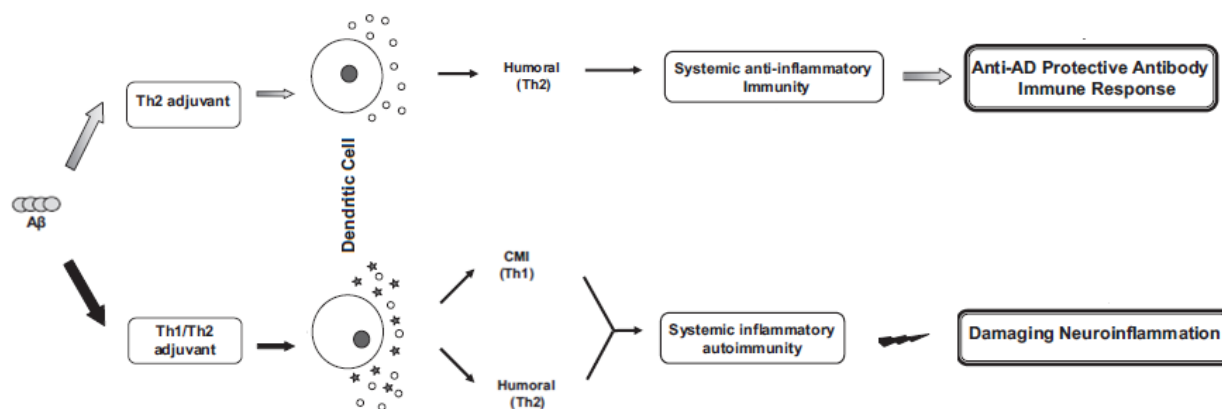 Th2 adjuvant
Humoral
(Th2)
Systemic anti-inflammatory
Immunity
Anti-AD Protective Antibody
Immune Response
Aβ
Dendritic Cell
Th1/Th2
adjuvant
CMI
(Th1)
Humoral
(Th2)
Systemic inflammatory
autoimmunity
Damaging Neuroinflammation